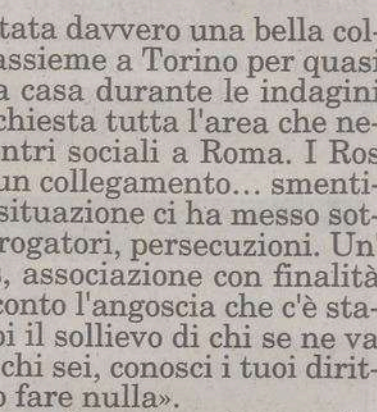 tata davvero una bella col-
assieme a Torino per quasi
a casa durante le indagini
chiesta tutta l'area che ne-
ntri sociali a Roma. I Ros
un collegamento... smenti-
situazione ci ha messo sot-
rogatori, persecuzioni. Un'
s, associazione con finalità
conto l'angoscia che c'è sta-
oi il sollievo di chi se ne va
chi sei, conosci i tuoi dirit-
o fare nulla».